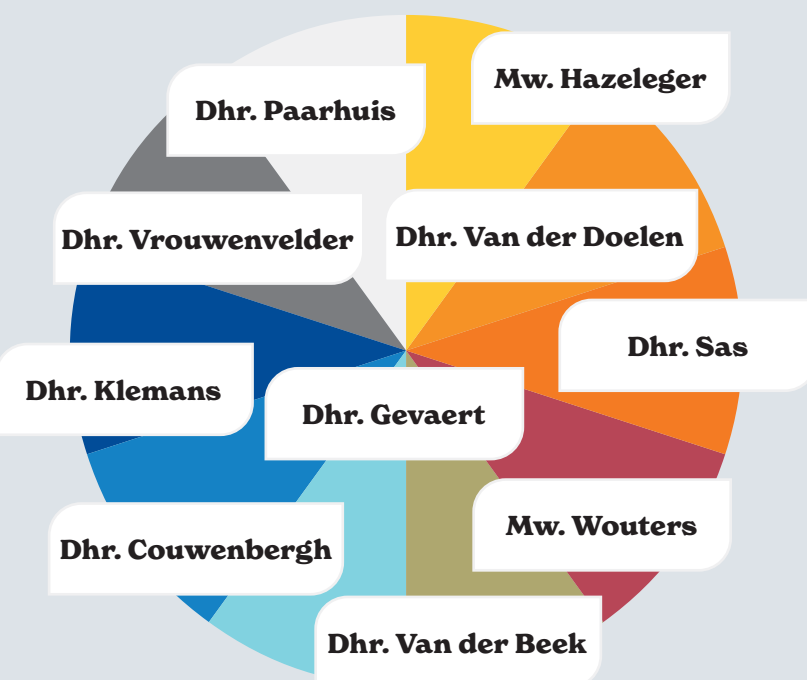 Mw. Hazeleger
Dhr. Paarhuis
Dhr. Van der Doelen
Dhr. Vrouwenvelder
Dhr. Sas
Dhr. Klemans
Dhr. Gevaert
Mw. Wouters
Dhr. Couwenbergh
Dhr. Van der Beek